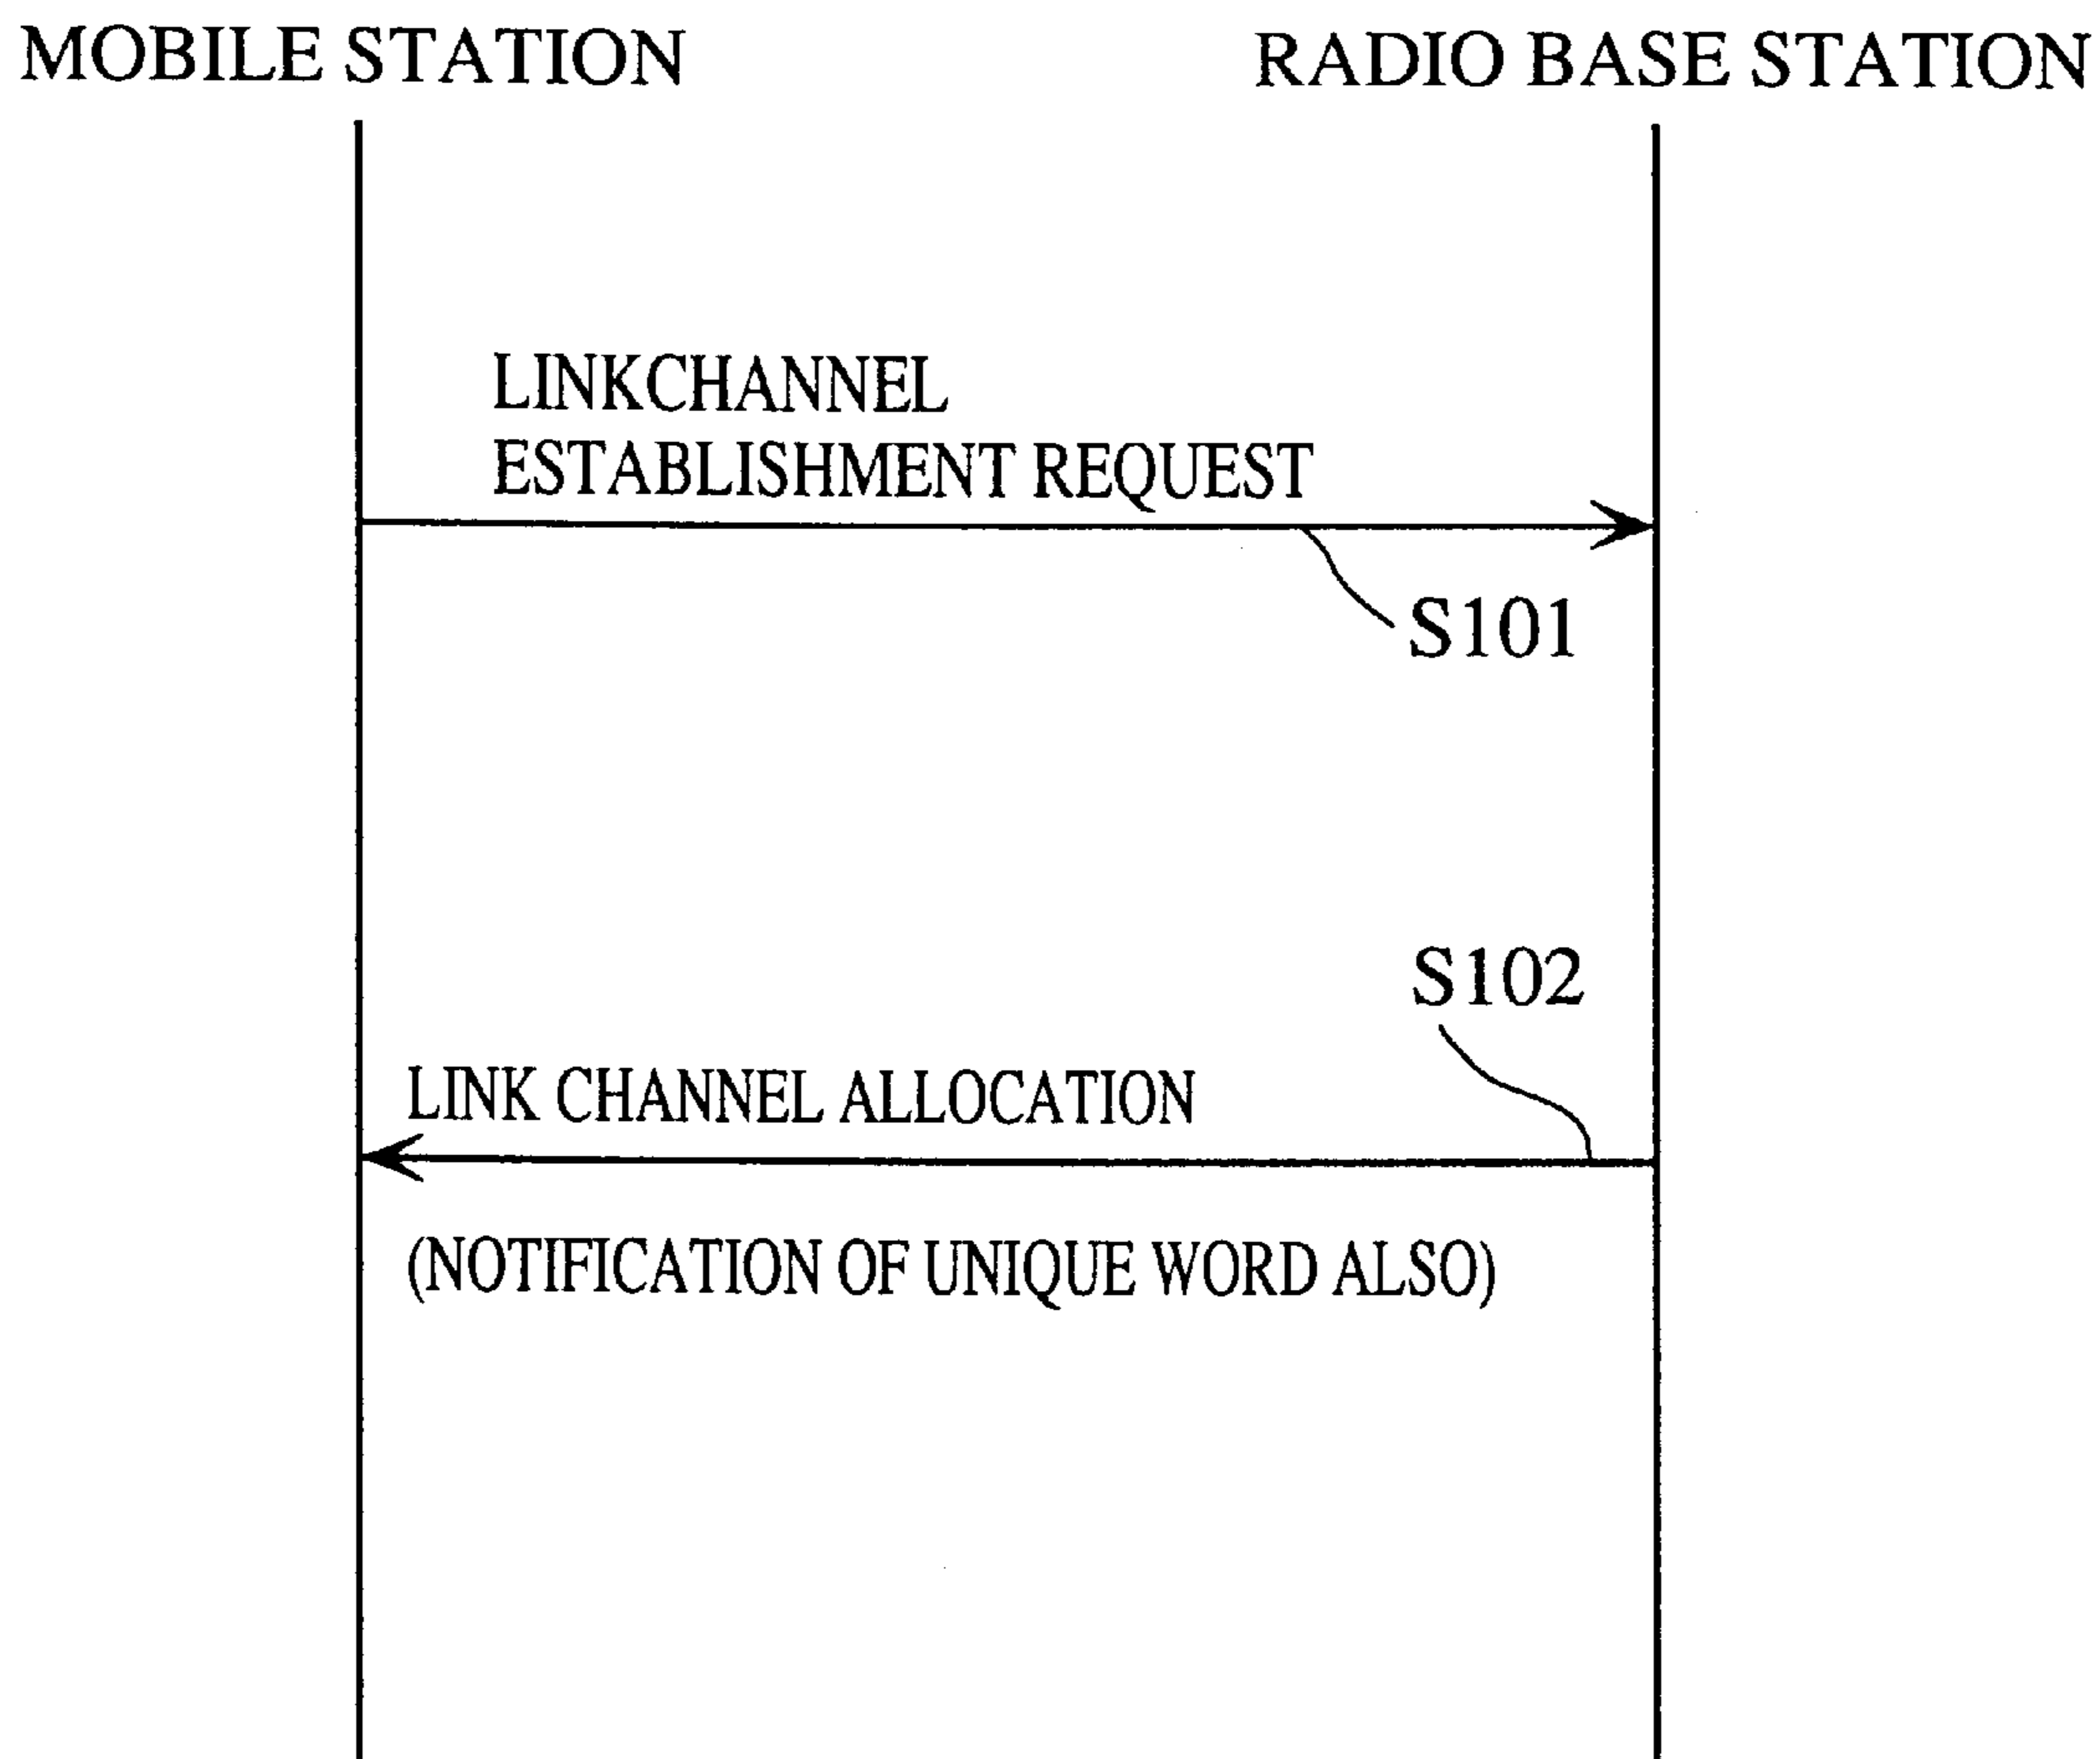 MOBILE STATION
RADIO BASE STATION
LINKCHANNEL
ESTABLISHMENT REQUEST
S101
S102
LINK CHANNEL ALLOCATION
(NOTIFICATION OF UNIQUE WORD ALSO)